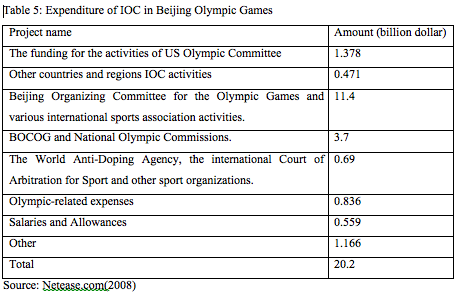 Table 5: Expenditure of IOC in Beijing Olympic Games
Project name Amount (billion dollar)
The funding for the activities of US Olympic Committee 1.378
Other countries and regions IOC activities 0.471
Beijing Organizing Committee for the Olympic Games and 11.4
various international sports association activities.
BOCOG and National Olympic Commissions. 3.7
The World Anti-Doping Agency, the international Court of 0.69
Arbitration for Sport and other sport organizations.
Olympic-related expenses 0.836
Salaries and Allowances 0.559
Other 1.166
Total 20.2
Source: Netease.com(2008)